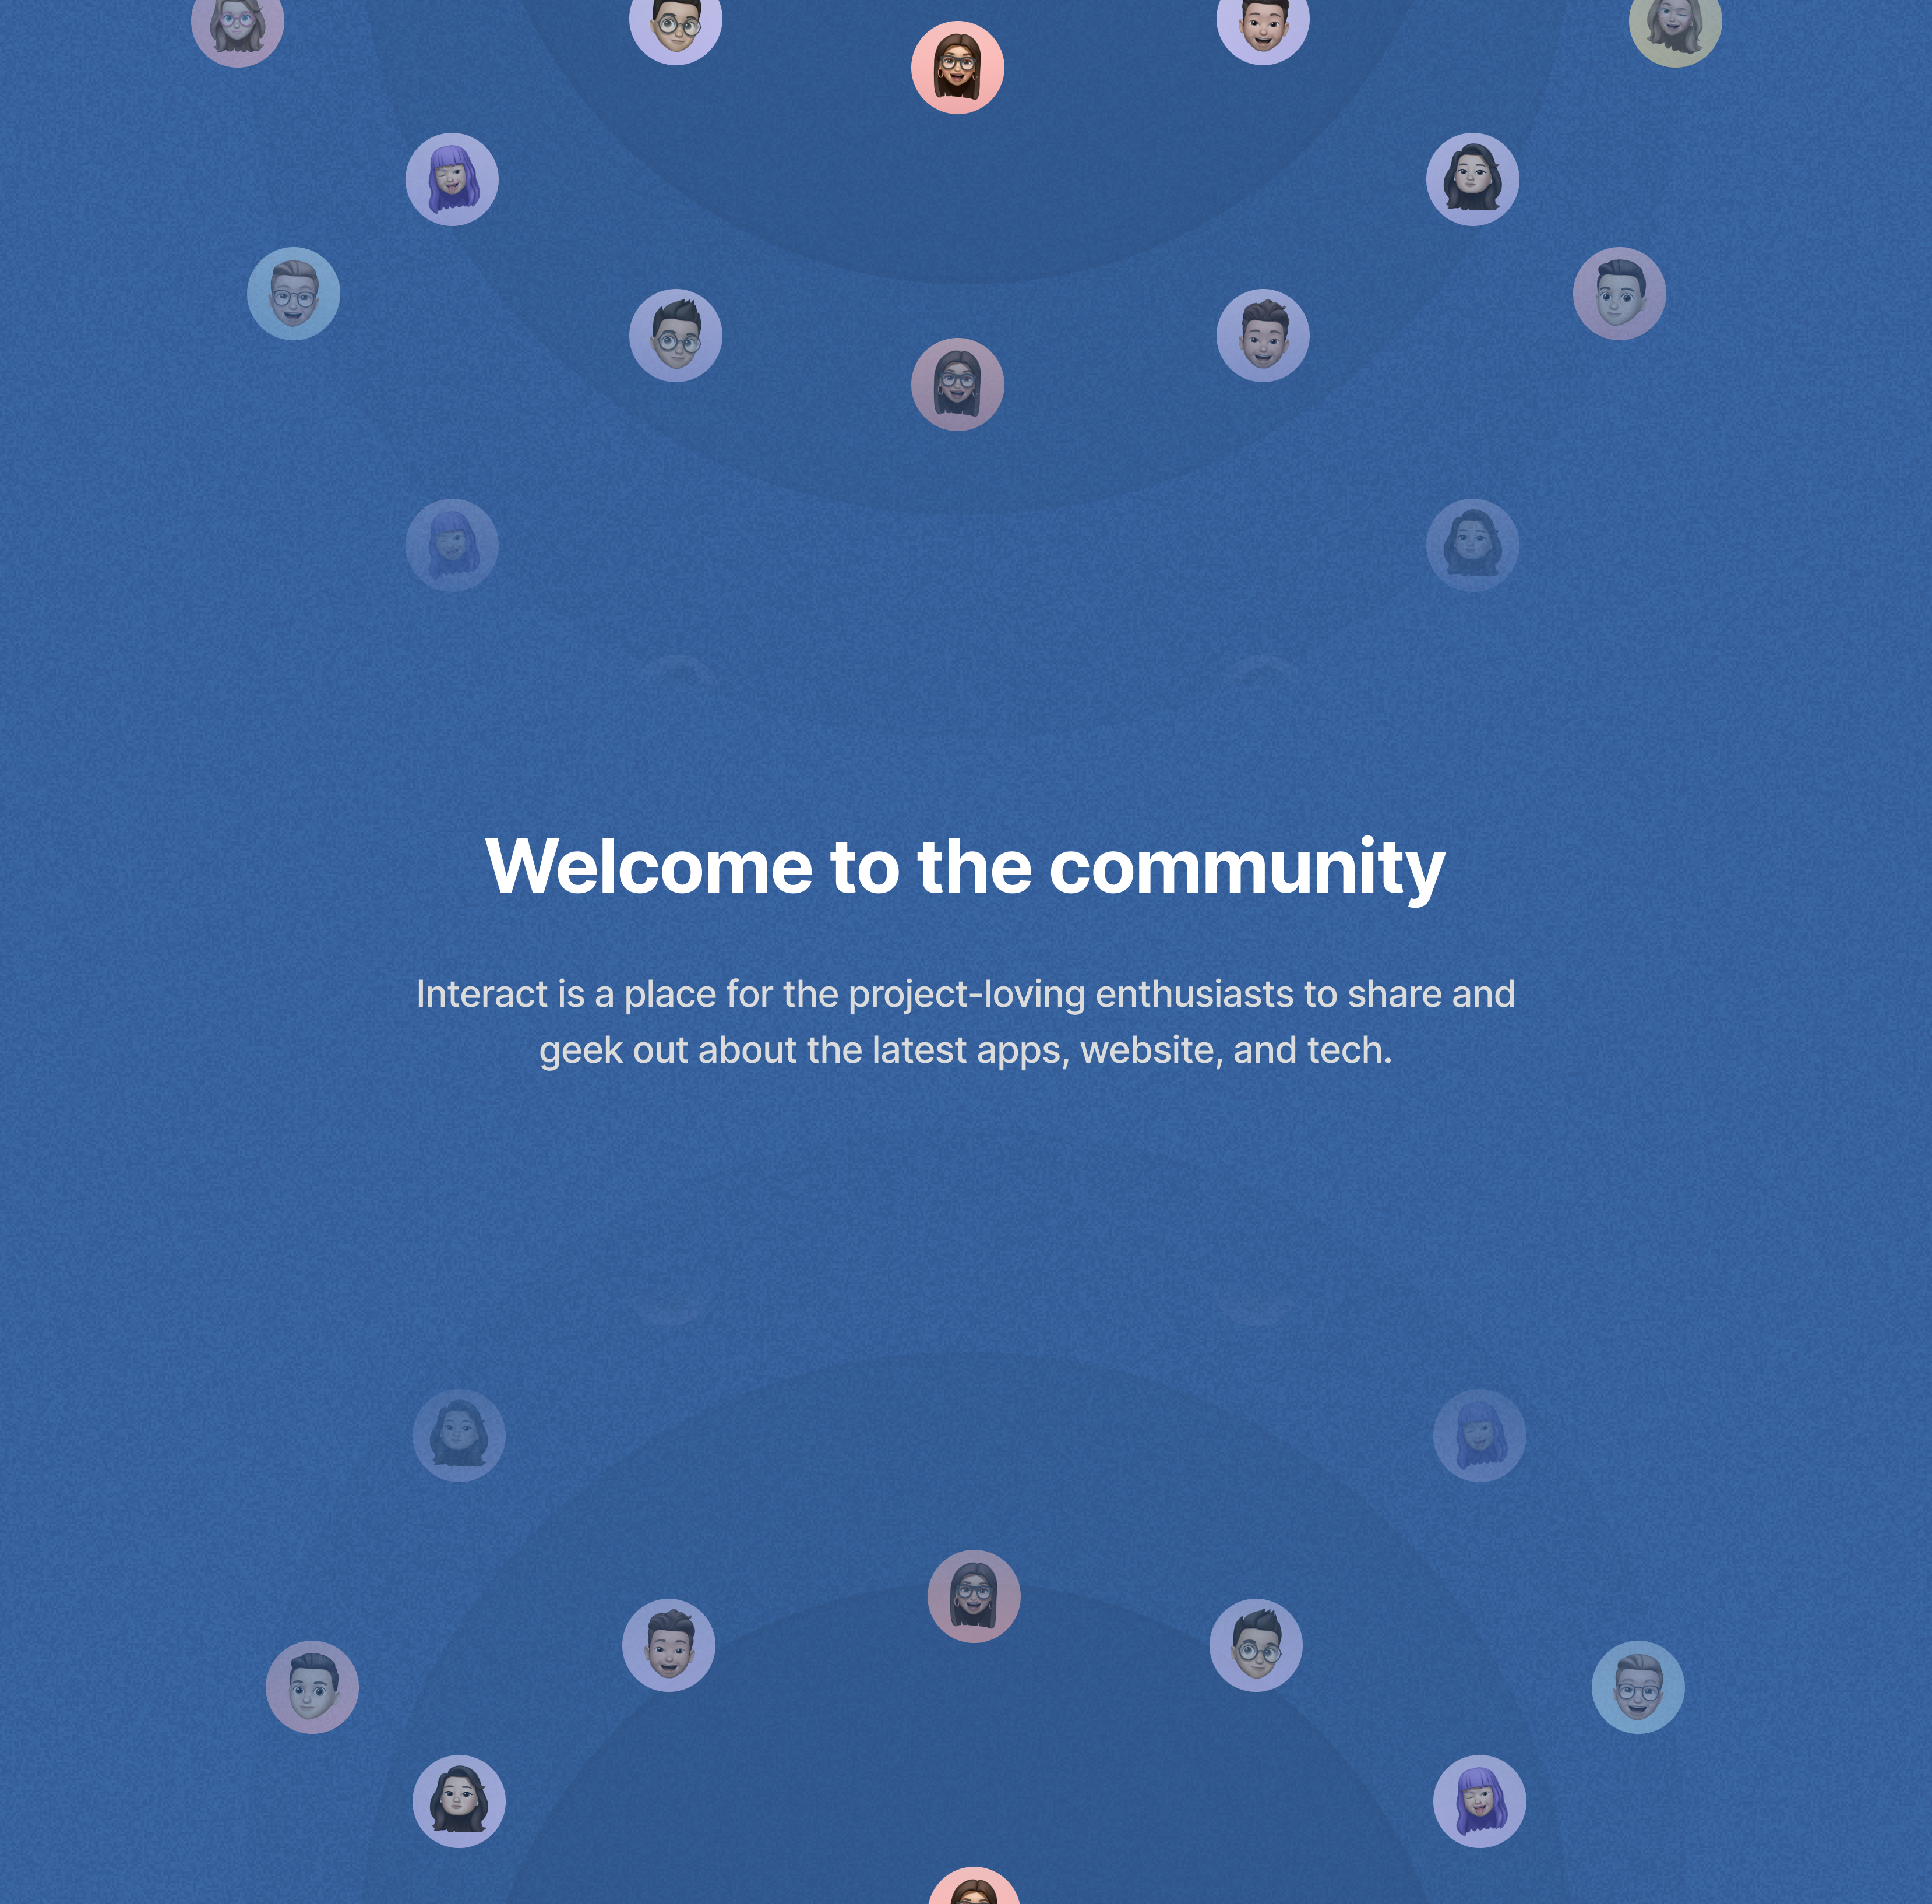 Welcome to the community
Interact is a place for the project-loving enthusiasts to share and
geek out about the latest apps, website, and tech.